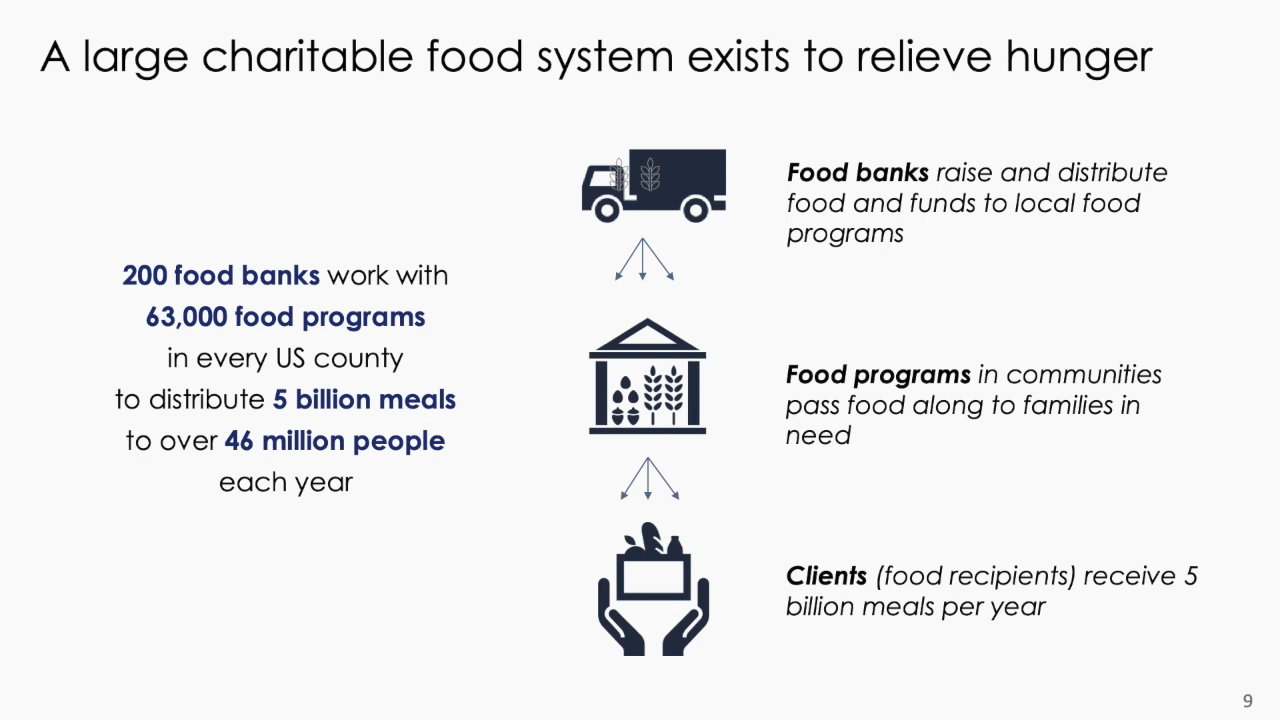 A large charitable food system exists to relieve hunger
200 food banks work with
63,000 food programs
in every US county
to distribute 5 billion meals
to over 46 million people
each year
Food banks raise and distribute
food and funds to local food
programs
Food programs in communities
pass food along to families in
need
Clients (food recipients) receive 5
billion meals per year
9